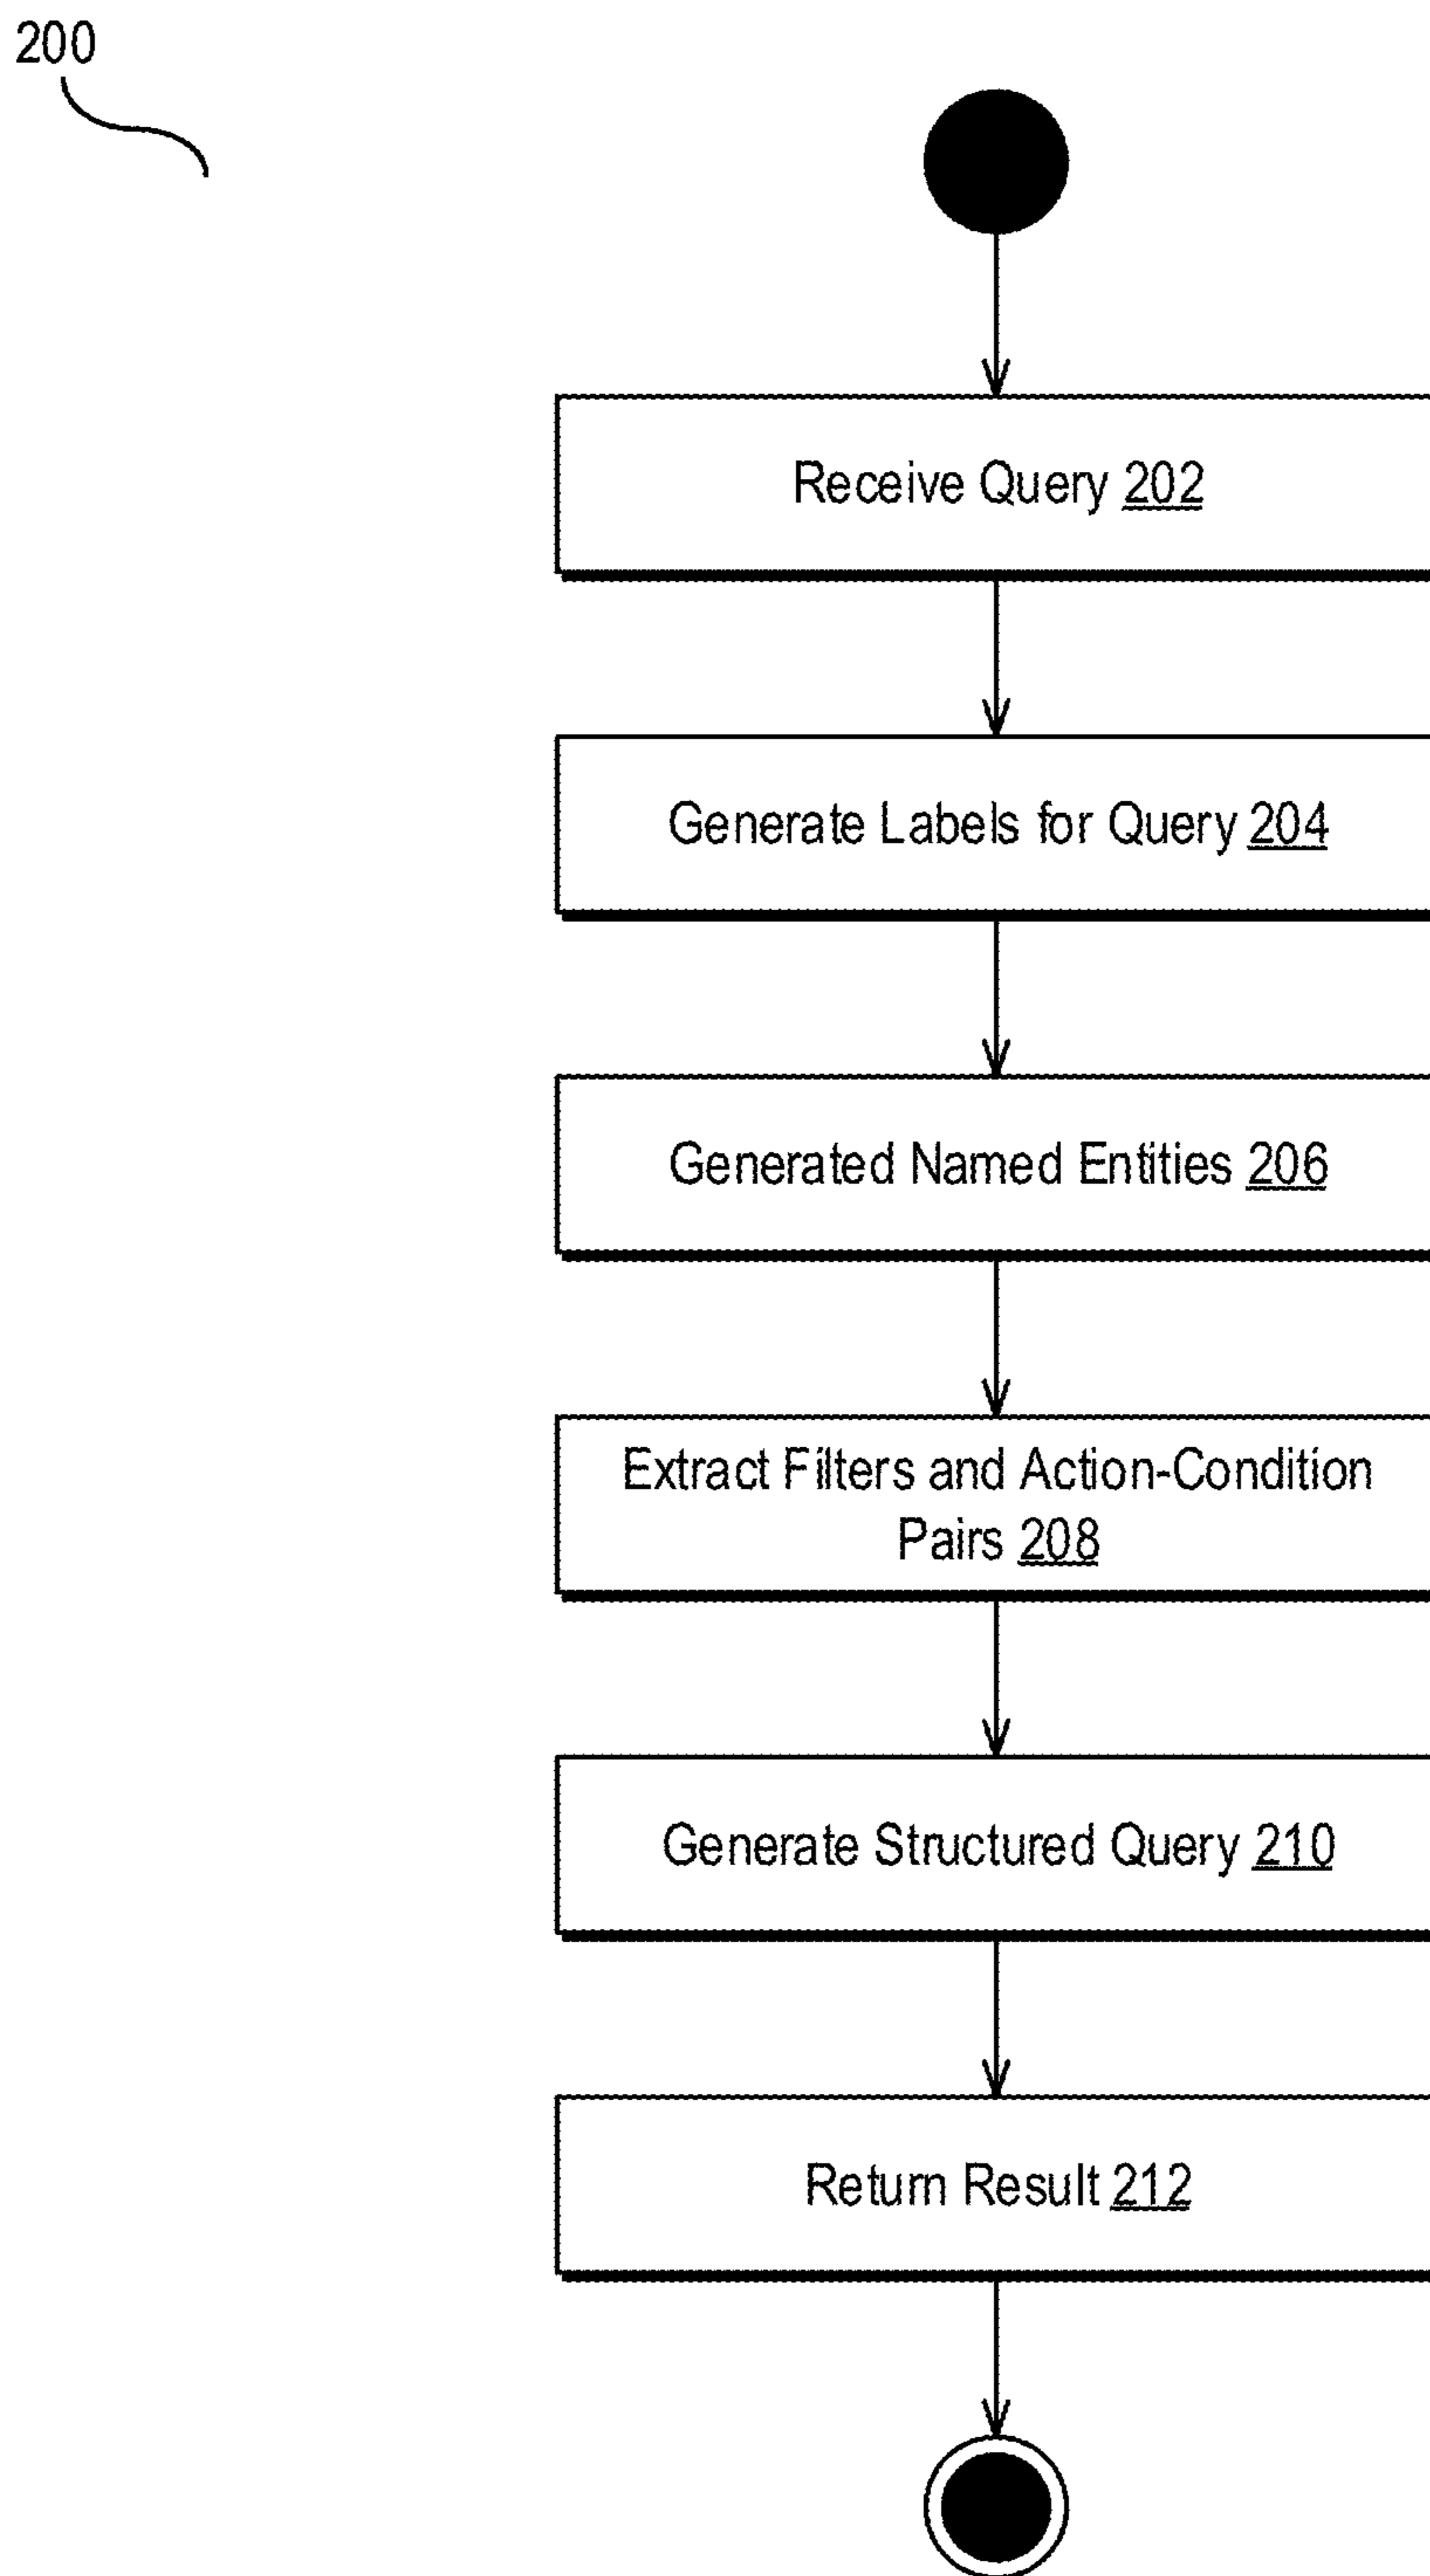 200
Receive Query 202
Generate Labels for Query 204
Generated Named Entities 206
Extract Filters and Action-Condition
Pairs 208
Generate Structured Query 210
Return Result 212